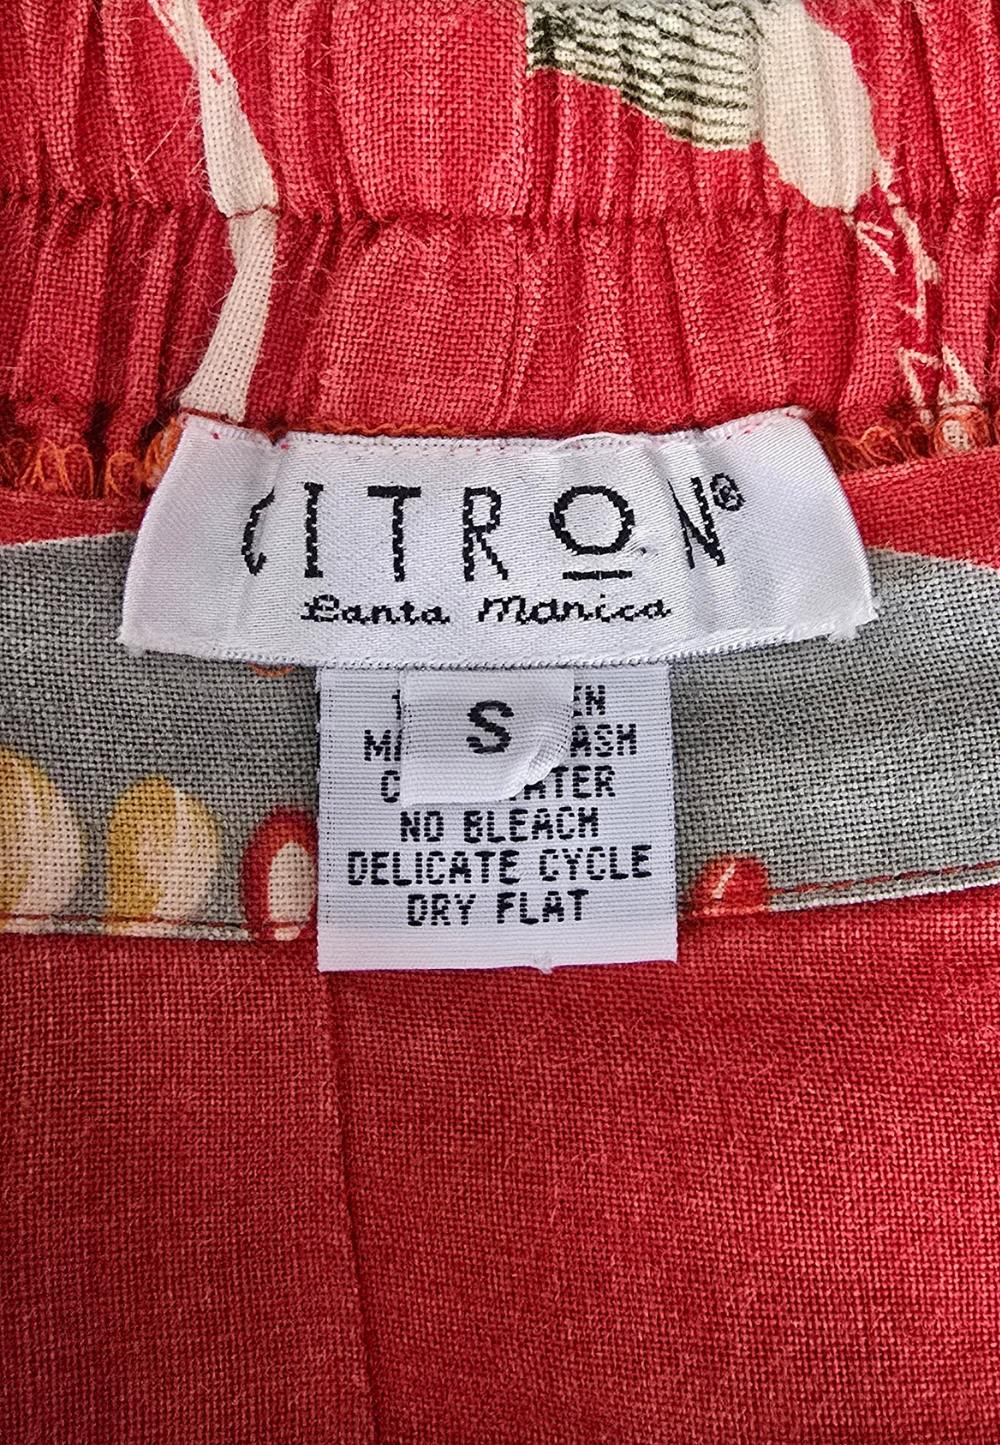 CITRON®
Santa Monica
S
NO BLEACH
DELICATE CYCLE
DRY FLAT